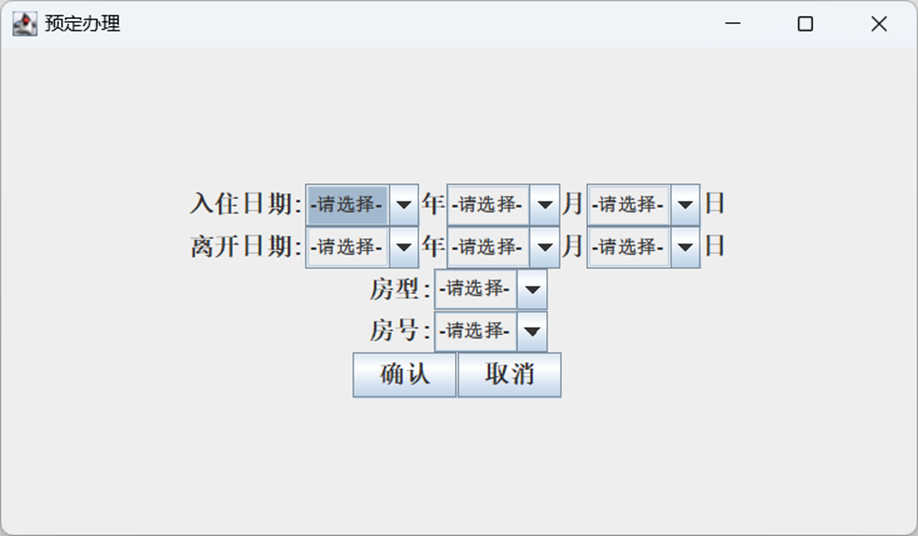 预定办理
入住日期:-请选择-年-请选择-月-请选择-日
离开日期:-请选择-年-请选择-月-请选择-日
房型:-请选择-
房号:-请选择-
确认 取消